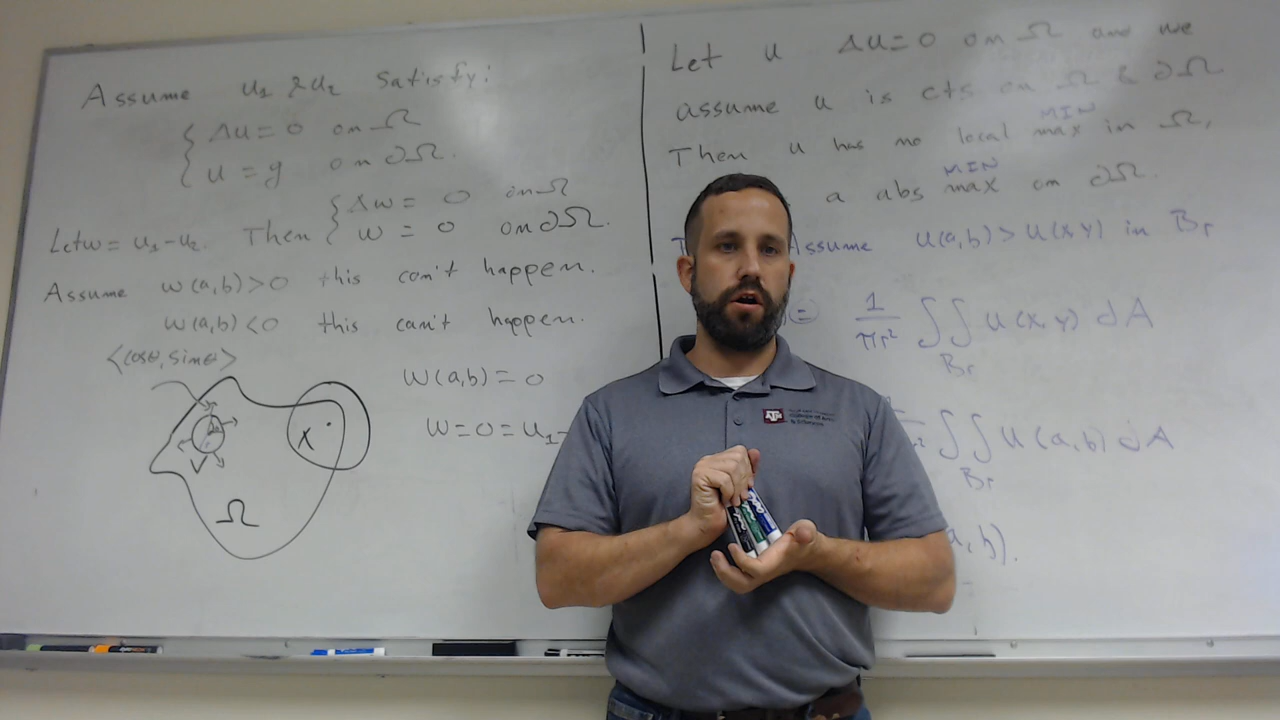 Assume u₁ & u₂ satisfy:
{ Δu = 0 on Ω
u = g on ∂Ω.
Let w = u₁ - u₂. Then { Δw = 0 on Ω
w = 0 on ∂Ω.
Assume w(a,b) > 0 this can't happen.
w(a,b) < 0 this can't happen.
<cosθ, sinθ>
w(a,b) = 0
w = 0 = u₁ -
Ω
Let u Δu = 0 on Ω and we
assume u is cts on Ω & ∂Ω
MIN
Then u has no local max in Ω,
MIN
a abs max on ∂Ω.
Assume u(a,b) > u(x,y) in Br
= 1/πr² ∬ u(x,y) dA
Br
∬ u(a,b) dA
Br
a,b).
ATM